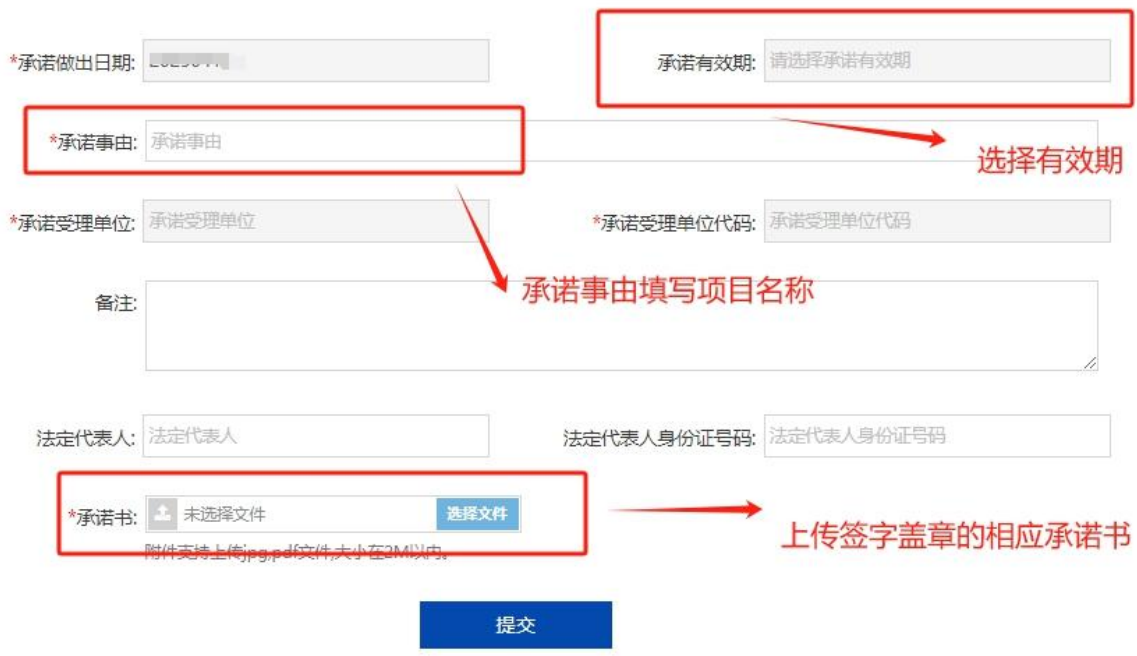 *承诺做出日期:
承诺有效期: 请选择承诺有效期
*承诺事由: 承诺事由
选择有效期
*承诺受理单位: 承诺受理单位
*承诺受理单位代码: 承诺受理单位代码
承诺事由填写项目名称
备注:
法定代表人: 法定代表人
法定代表人身份证号码: 法定代表人身份证号码
*承诺书: 未选择文件 选择文件
上传签字盖章的相应承诺书
附件支持上传jpg,pdf文件,大小在2M以内。
提交